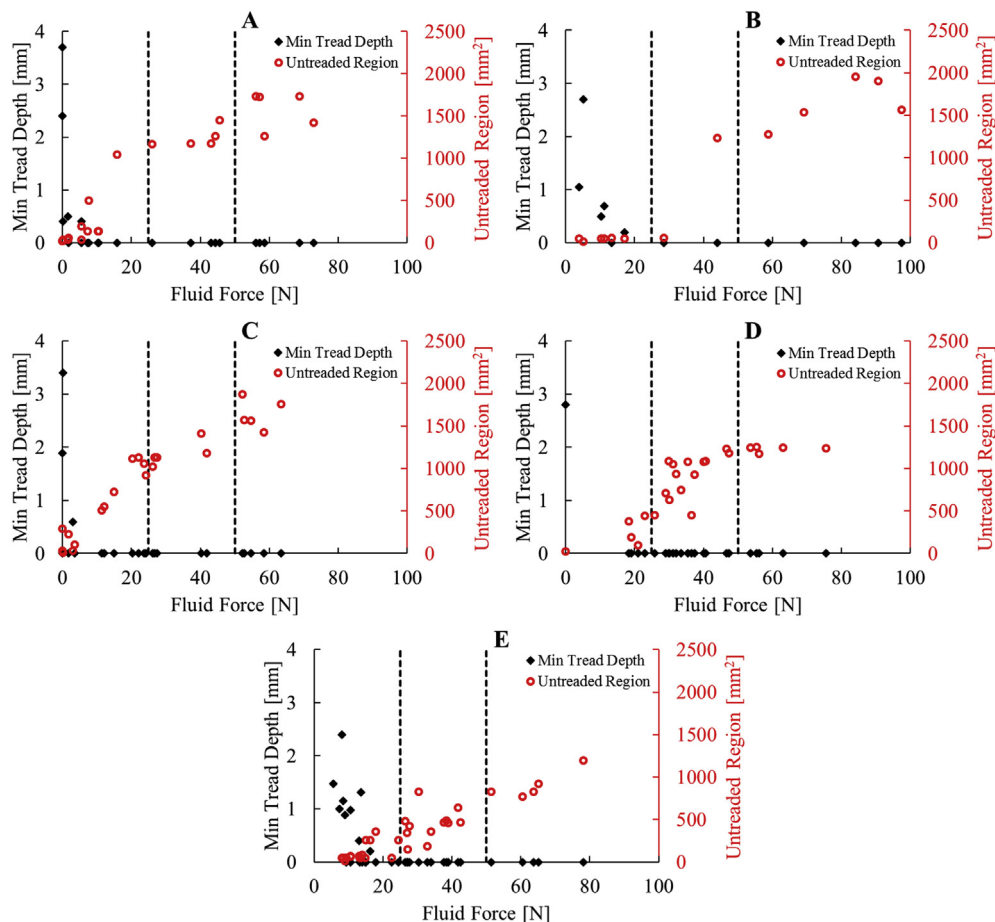 A
Min Tread Depth [mm]
4
3
2
1
0
Min Tread Depth
Untreaded Region
2500
2000
1500
1000
500
0
Untreaded Region [mm²]
0 20 40 60 80 100
Fluid Force [N]
B
Min Tread Depth [mm]
4
3
2
1
0
Min Tread Depth
Untreaded Region
2500
2000
1500
1000
500
0
Untreaded Region [mm²]
0 20 40 60 80 100
Fluid Force [N]
C
Min Tread Depth [mm]
4
3
2
1
0
Min Tread Depth
Untreaded Region
2500
2000
1500
1000
500
0
Untreaded Region [mm²]
0 20 40 60 80 100
Fluid Force [N]
D
Min Tread Depth [mm]
4
3
2
1
0
Min Tread Depth
Untreaded Region
2500
2000
1500
1000
500
0
Untreaded Region [mm²]
0 20 40 60 80 100
Fluid Force [N]
E
Min Tread Depth [mm]
4
3
2
1
0
Min Tread Depth
Untreaded Region
2500
2000
1500
1000
500
0
Untreaded Region [mm²]
0 20 40 60 80 100
Fluid Force [N]